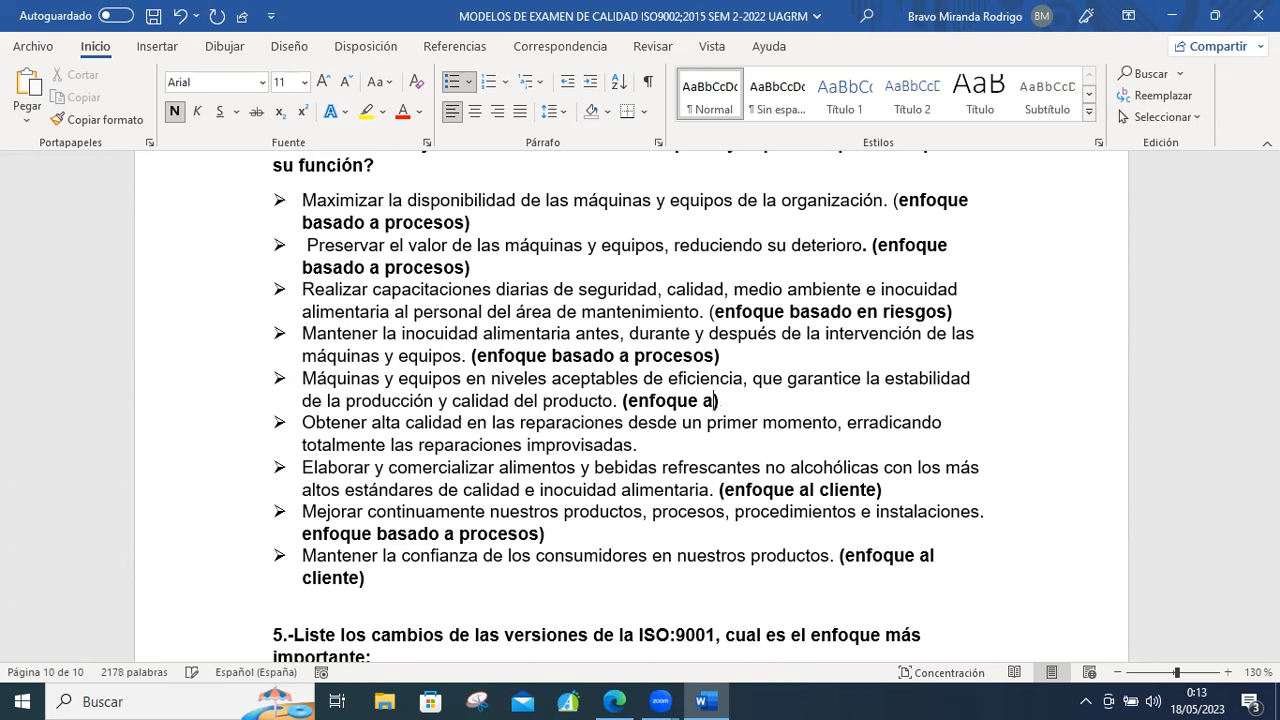 Autoguardado
MODELOS DE EXAMEN DE CALIDAD ISO9002;2015 SEM 2-2022 UAGRM
Bravo Miranda Rodrigo
BM
Archivo Inicio Insertar Dibujar Diseño Disposición Referencias Correspondencia Revisar Vista Ayuda
Compartir
Pegar
Cortar
Copiar
Copiar formato
Portapapeles
Arial 11
N K S ab x₂ x²
Fuente
Párrafo
AaBbCcDc AaBbCcDc AaBbCcD AaBbCcD AaB AaBbCcD
¶ Normal ¶ Sin espa... Título 1 Título 2 Título Subtítulo
Estilos
Buscar
Reemplazar
Seleccionar
Edición
su función?
Maximizar la disponibilidad de las máquinas y equipos de la organización. (enfoque
basado a procesos)
Preservar el valor de las máquinas y equipos, reduciendo su deterioro. (enfoque
basado a procesos)
Realizar capacitaciones diarias de seguridad, calidad, medio ambiente e inocuidad
alimentaria al personal del área de mantenimiento. (enfoque basado en riesgos)
Mantener la inocuidad alimentaria antes, durante y después de la intervención de las
máquinas y equipos. (enfoque basado a procesos)
Máquinas y equipos en niveles aceptables de eficiencia, que garantice la estabilidad
de la producción y calidad del producto. (enfoque a)
Obtener alta calidad en las reparaciones desde un primer momento, erradicando
totalmente las reparaciones improvisadas.
Elaborar y comercializar alimentos y bebidas refrescantes no alcohólicas con los más
altos estándares de calidad e inocuidad alimentaria. (enfoque al cliente)
Mejorar continuamente nuestros productos, procesos, procedimientos e instalaciones.
enfoque basado a procesos)
Mantener la confianza de los consumidores en nuestros productos. (enfoque al
cliente)
5.-Liste los cambios de las versiones de la ISO:9001, cual es el enfoque más
importante:
Página 10 de 10 2178 palabras Español (España) Concentración 130 %
Buscar
zoom
0:13
18/05/2023
3